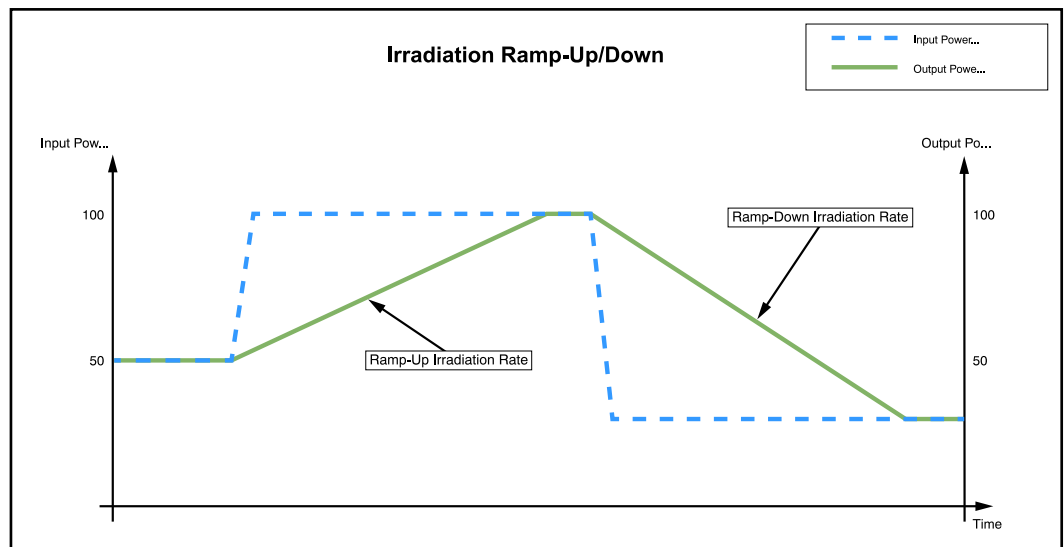 Irradiation Ramp-Up/Down
Input Power...
Output Powe...
Input Pow...
Output Po...
100
100
Ramp-Down Irradiation Rate
Ramp-Up Irradiation Rate
50
50
Time